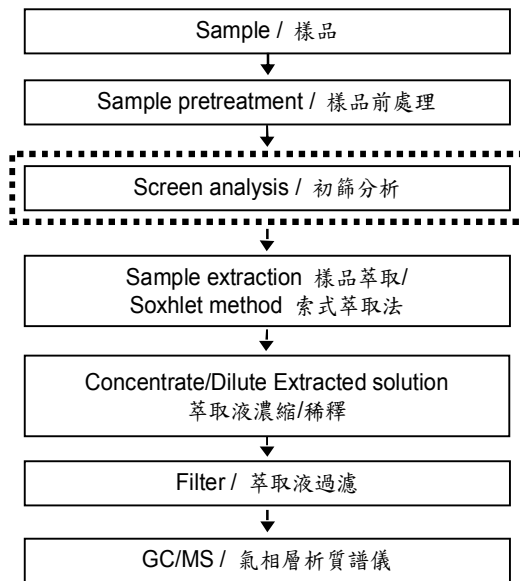 Sample / 樣品
Sample pretreatment / 樣品前處理
Screen analysis / 初篩分析
Sample extraction 樣品萃取/
Soxhlet method 索式萃取法
Concentrate/Dilute Extracted solution
萃取液濃縮/稀釋
Filter / 萃取液過濾
GC/MS / 氣相層析質譜儀